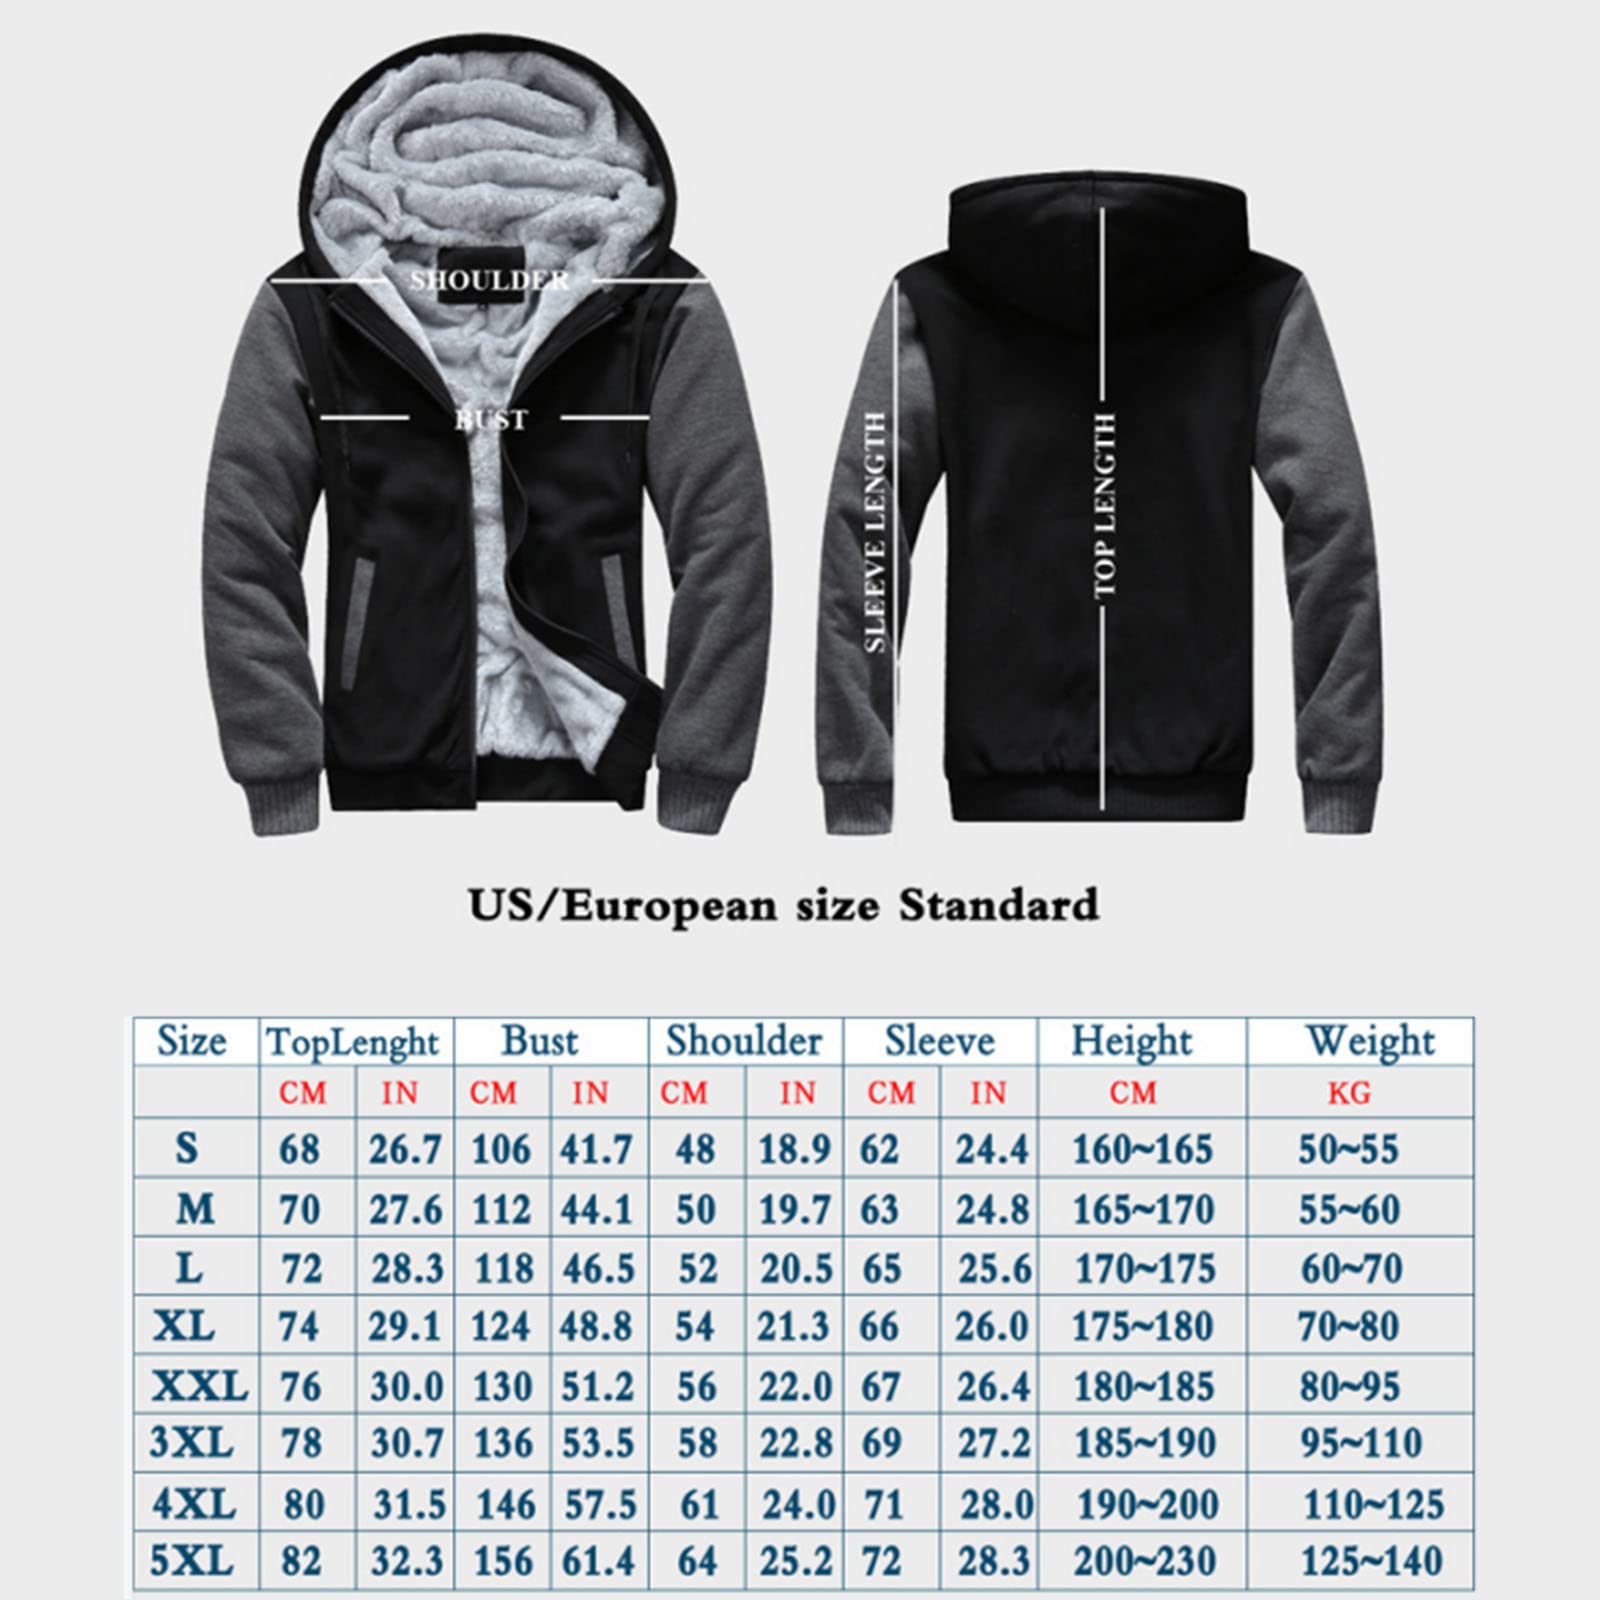 SHOULDER
BUST
SLEEVE LENGTH
TOP LENGTH
US/European size Standard
Size TopLenght Bust Shoulder Sleeve Height Weight
CM IN CM IN CM IN CM IN CM KG
S 68 26.7 106 41.7 48 18.9 62 24.4 160~165 50~55
M 70 27.6 112 44.1 50 19.7 63 24.8 165~170 55~60
L 72 28.3 118 46.5 52 20.5 65 25.6 170~175 60~70
XL 74 29.1 124 48.8 54 21.3 66 26.0 175~180 70~80
XXL 76 30.0 130 51.2 56 22.0 67 26.4 180~185 80~95
3XL 78 30.7 136 53.5 58 22.8 69 27.2 185~190 95~110
4XL 80 31.5 146 57.5 61 24.0 71 28.0 190~200 110~125
5XL 82 32.3 156 61.4 64 25.2 72 28.3 200~230 125~140